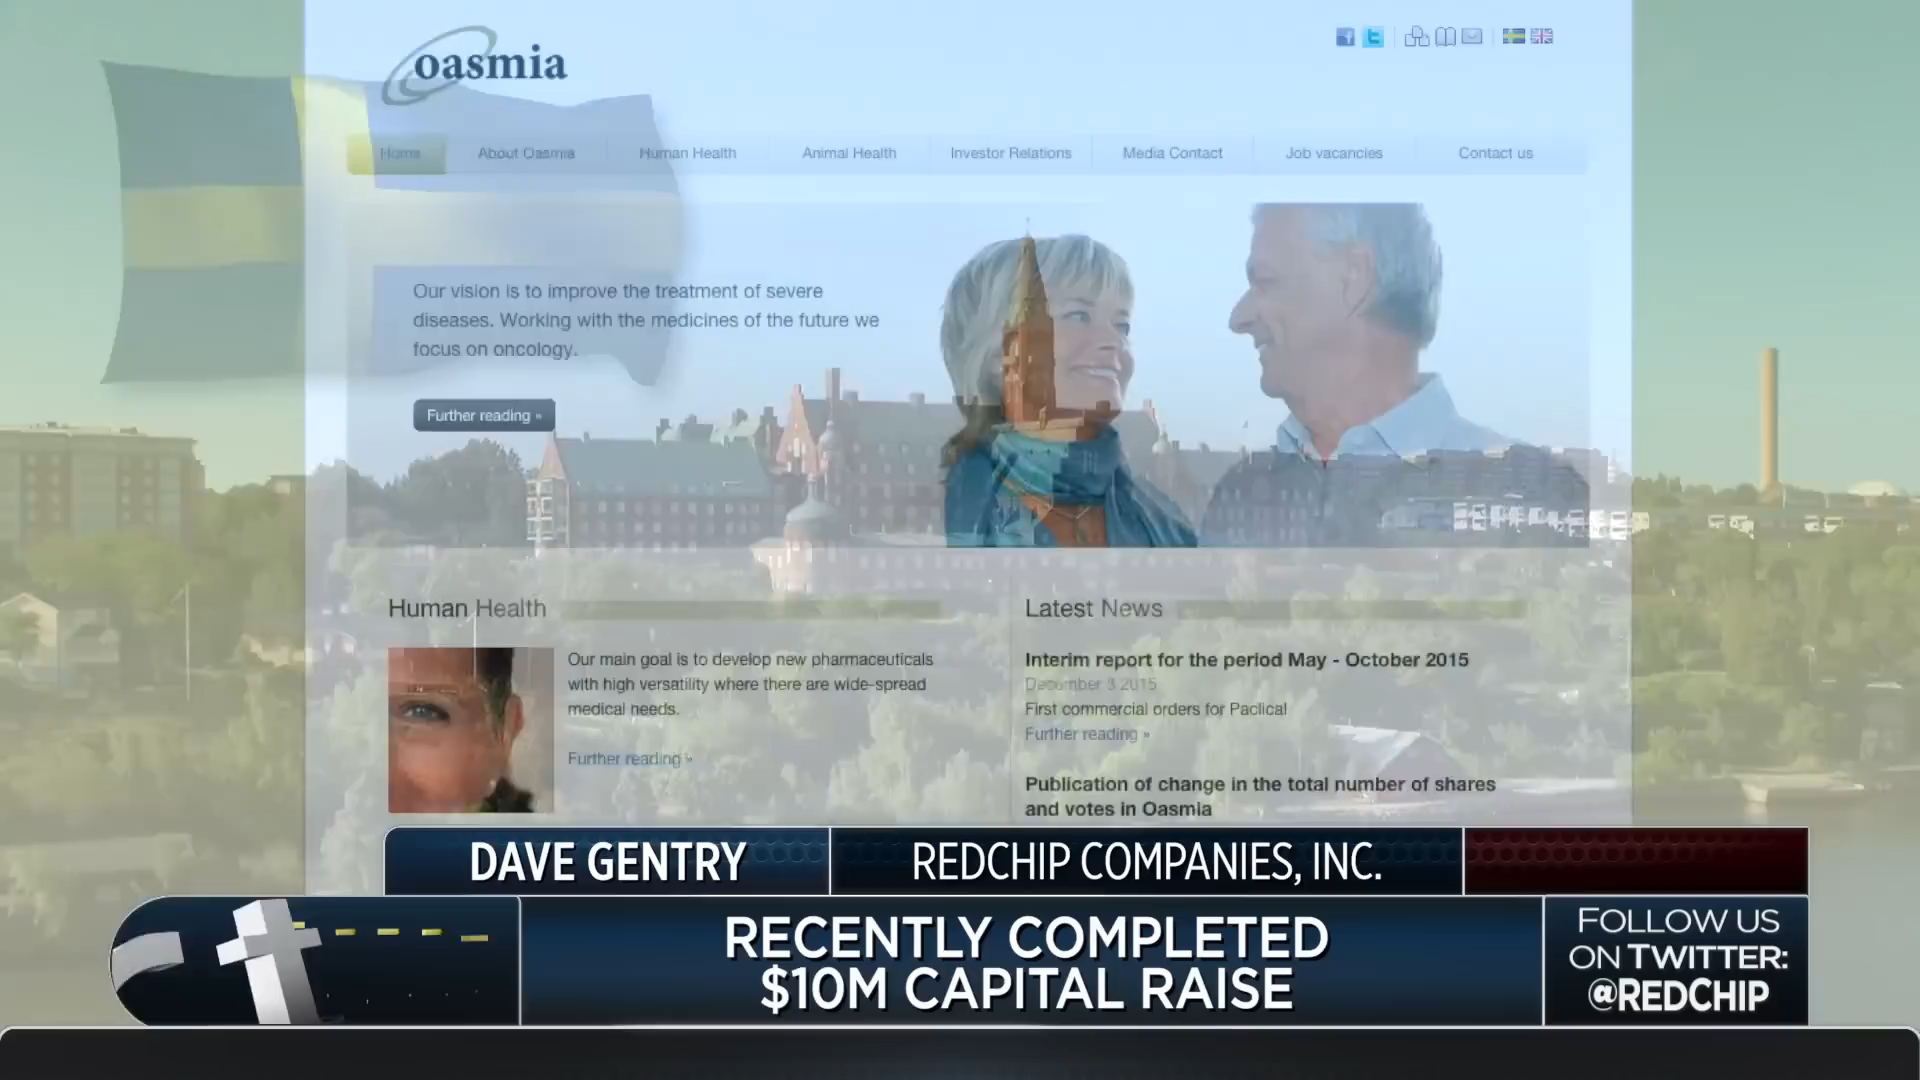 oasmia
Home
About Oasmia
Human Health
Animal Health
Investor Relations
Media Contact
Job vacancies
Contact us
Our vision is to improve the treatment of severe
diseases. Working with the medicines of the future we
focus on oncology.
Further reading »
Human Health
Our main goal is to develop new pharmaceuticals
with high versatility where there are wide-spread
medical needs.
Further reading »
Latest News
Interim report for the period May - October 2015
December 3 2015
First commercial orders for Paclical
Further reading »
Publication of change in the total number of shares
and votes in Oasmia
DAVE GENTRY
REDCHIP COMPANIES, INC.
RECENTLY COMPLETED
$10M CAPITAL RAISE
FOLLOW US
ON TWITTER:
@REDCHIP